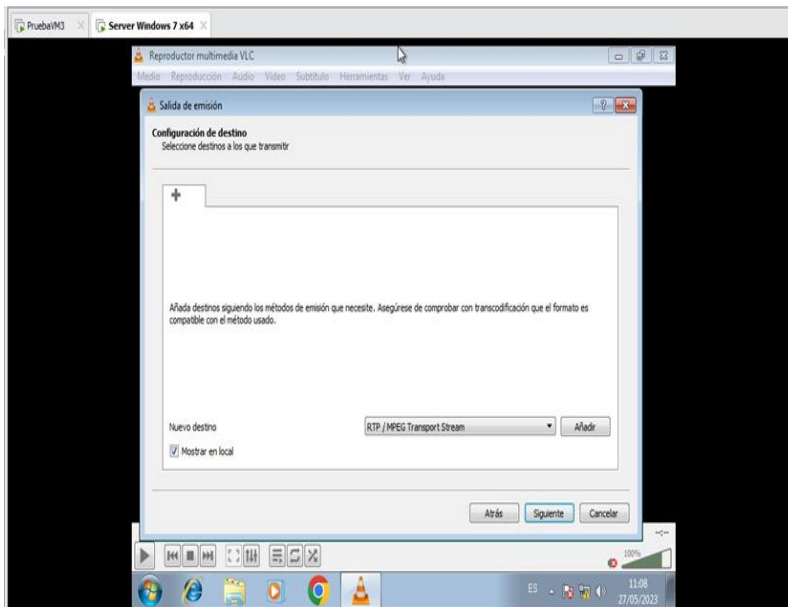 PruebaVM3
Server Windows 7 x64
Reproductor multimedia VLC
Medio Reproducción Audio Vídeo Subtítulo Herramientas Ver Ayuda
Salida de emisión
Configuración de destino
Seleccione destinos a los que transmitir
Añada destinos siguiendo los métodos de emisión que necesite. Asegúrese de comprobar con transcodificación que el formato es
compatible con el método usado.
Nuevo destino
RTP / MPEG Transport Stream
Añadir
Mostrar en local
Atrás
Siguiente
Cancelar
--:--
100%
ES
11:08
27/05/2023